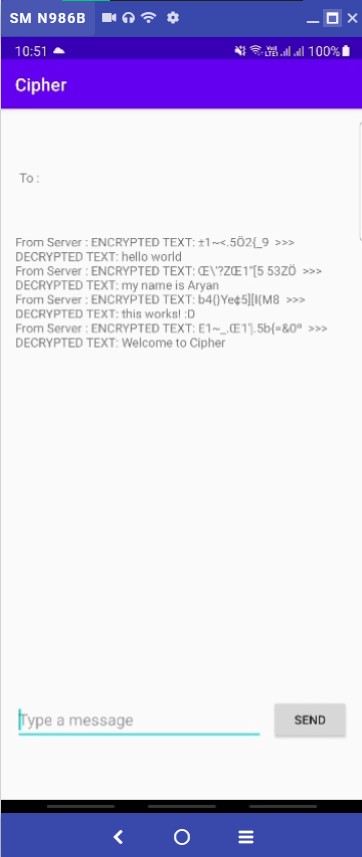 SM N986B
10:51 100%
Cipher
To :
From Server : ENCRYPTED TEXT: ±1~<.5Ö2{_9 >>>
DECRYPTED TEXT: hello world
From Server : ENCRYPTED TEXT: Œ\'?ZŒ1"[5 53ZÖ >>>
DECRYPTED TEXT: my name is Aryan
From Server : ENCRYPTED TEXT: b4()Ye¢5][I(M8 >>>
DECRYPTED TEXT: this works! :D
From Server : ENCRYPTED TEXT: E1~_.Œ1'|.5b{=&0ª >>>
DECRYPTED TEXT: Welcome to Cipher
Type a message
SEND